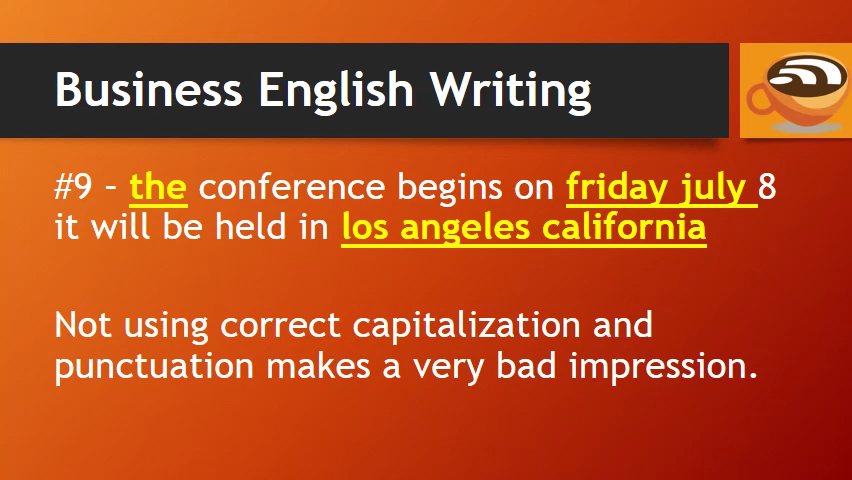 Business English Writing
#9 – the conference begins on friday july 8
it will be held in los angeles california
Not using correct capitalization and
punctuation makes a very bad impression.